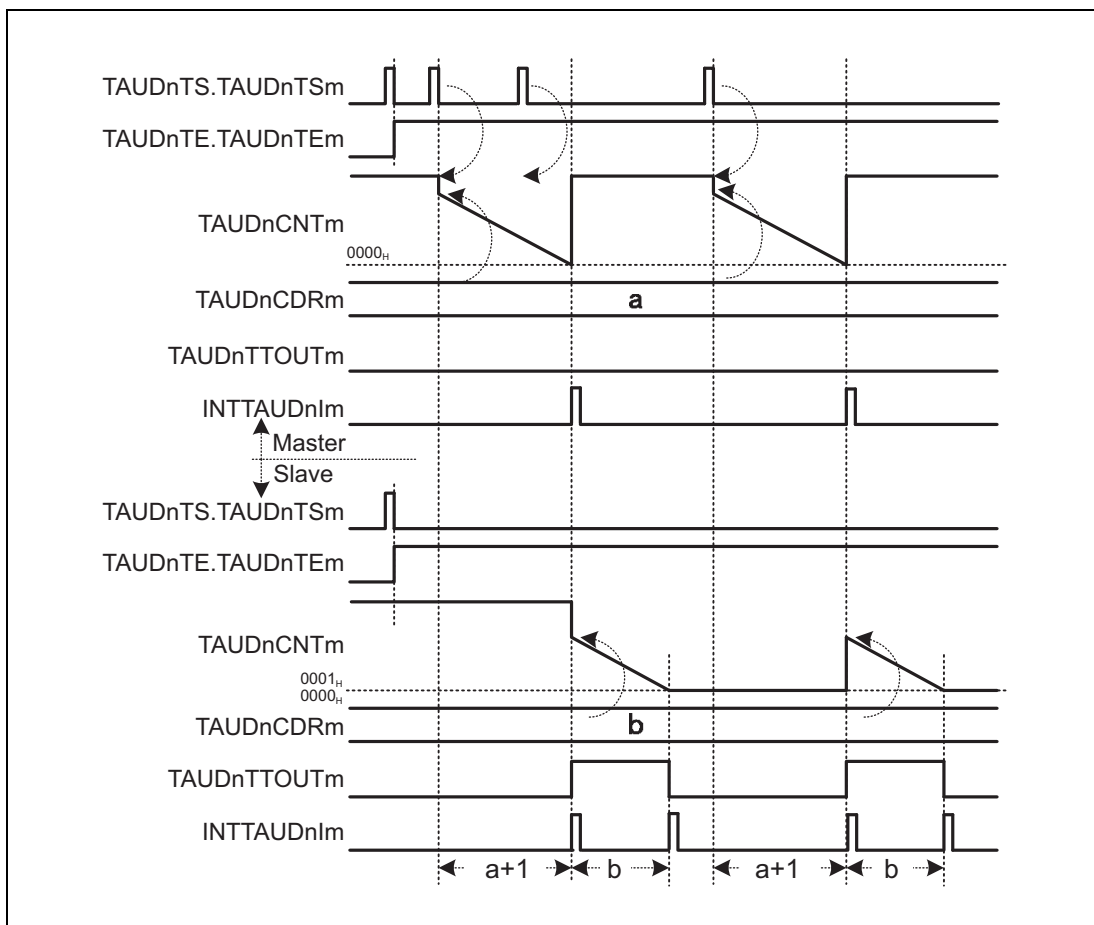 TAUDnTS.TAUDnTSm
TAUDnTE.TAUDnTEm
TAUDnCNTm
0000H
TAUDnCDRm
a
TAUDnTTOUTm
INTTAUDnIm
Master
Slave
TAUDnTS.TAUDnTSm
TAUDnTE.TAUDnTEm
TAUDnCNTm
0001H
0000H
TAUDnCDRm
b
TAUDnTTOUTm
INTTAUDnIm
a+1 b a+1 b